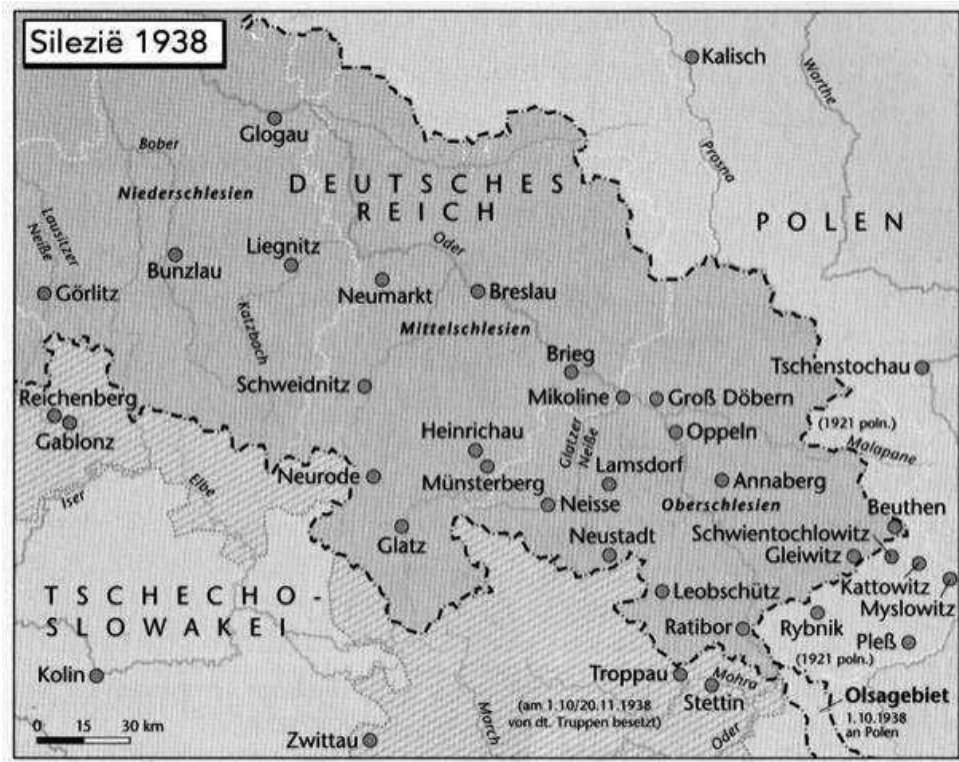 Silezië 1938
Kalisch
Warthe
Glogau
Bober
Prosna
DEUTSCHES
REICH
Niederschlesien
POLEN
Lausitzer
Neiße
Liegnitz
Oder
Bunzlau
Görlitz
Neumarkt
Breslau
Katzbach
Mittelschlesien
Brieg
Tschenstochau
Schweidnitz
Mikoline
Groß Döbern
Reichenberg
Gablonz
(1921 poln.)
Heinrichau
Glatzer
Neiße
Oppeln
Malapane
Iser
Elbe
Neurode
Münsterberg
Lamsdorf
Annaberg
Neisse
Oberschlesien
Beuthen
Glatz
Neustadt
Schwientochlowitz
Gleiwitz
Kattowitz
Myslowitz
TSCHECHO-
SLOWAKEI
Leobschütz
Ratibor
Rybnik
Pleß
(1921 poln.)
Kolin
Troppau
Mohra
Stettin
Olsagebiet
1.10.1938
an Polen
(am 1.10/20.11.1938
von dt. Truppen besetzt)
March
Oder
0 15 30 km
Zwittau